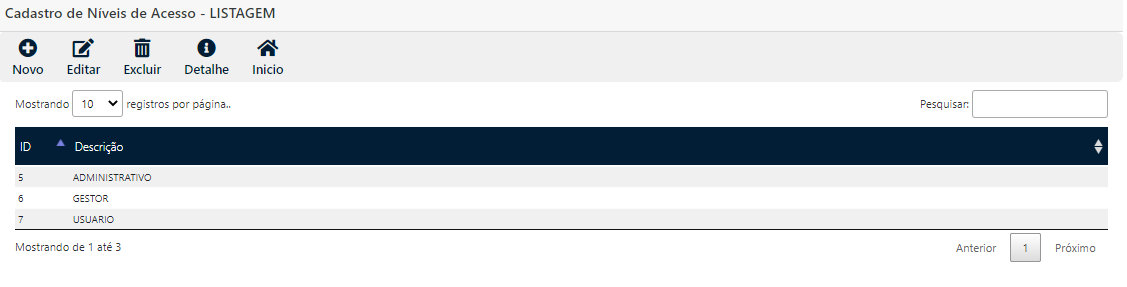 Cadastro de Níveis de Acesso - LISTAGEM
Novo Editar Excluir Detalhe Inicio
Mostrando 10 registros por página.. Pesquisar:
ID Descrição
5 ADMINISTRATIVO
6 GESTOR
7 USUARIO
Mostrando de 1 até 3 Anterior 1 Próximo